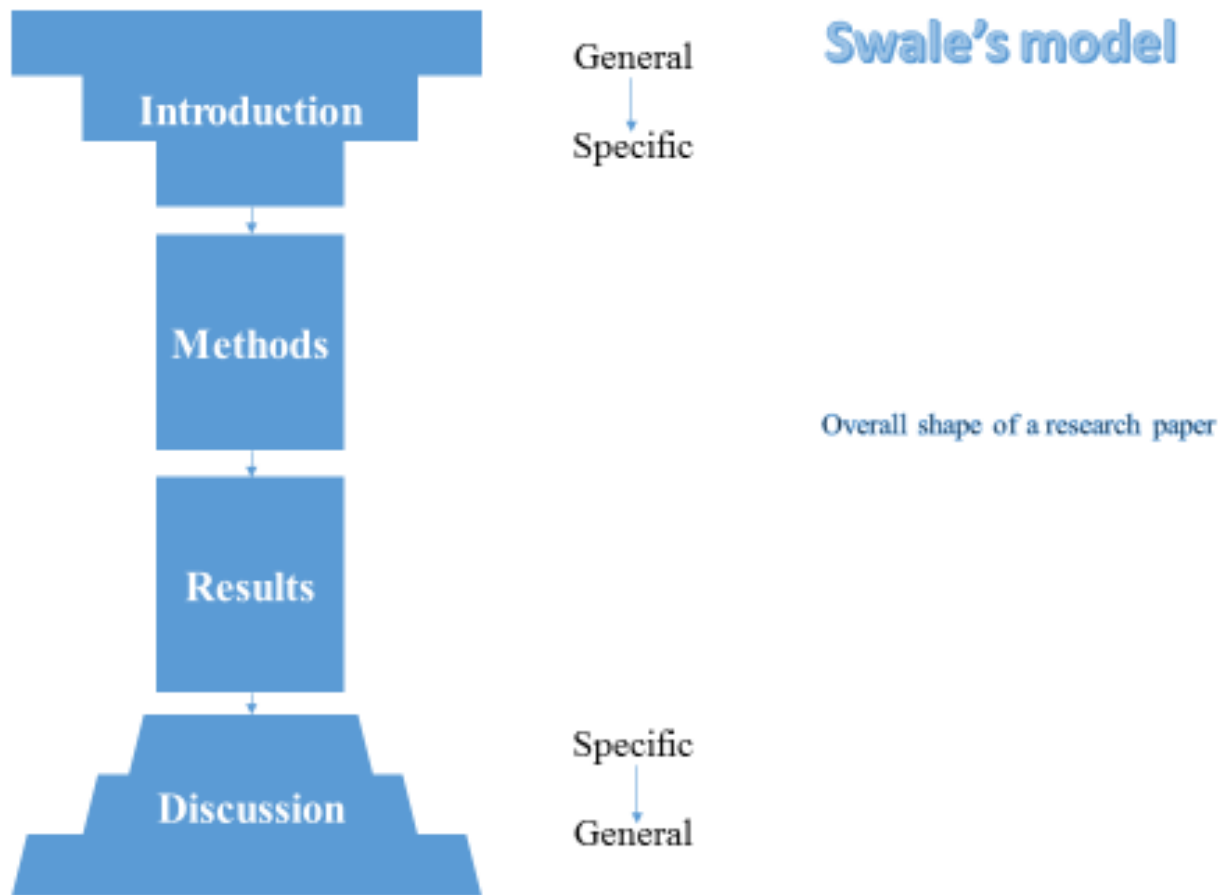 Swale's model
General
Introduction
Specific
Methods
Overall shape of a research paper
Results
Specific
Discussion
General